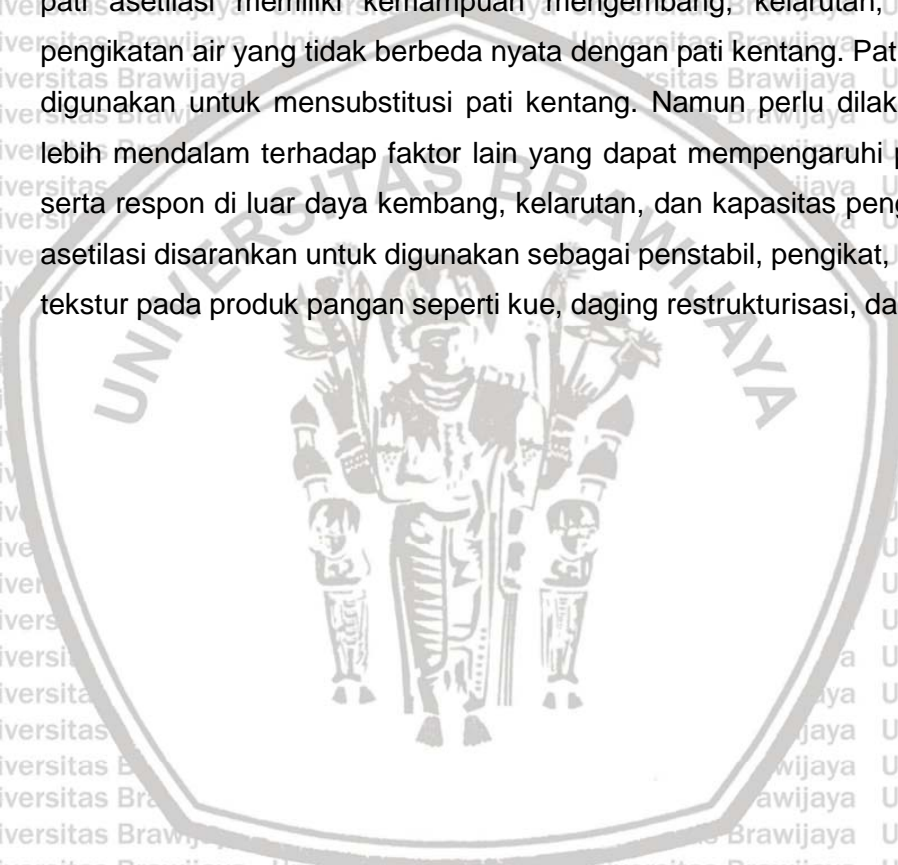 pati asetilasi memiliki kemampuan mengembang, kelarutan,
pengikatan air yang tidak berbeda nyata dengan pati kentang. Pat
digunakan untuk mensubstitusi pati kentang. Namun perlu dilak
lebih mendalam terhadap faktor lain yang dapat mempengaruhi p
serta respon di luar daya kembang, kelarutan, dan kapasitas peng
asetilasi disarankan untuk digunakan sebagai penstabil, pengikat,
tekstur pada produk pangan seperti kue, daging restrukturisasi, da
UNIVERSITAS BRAWIJAYA